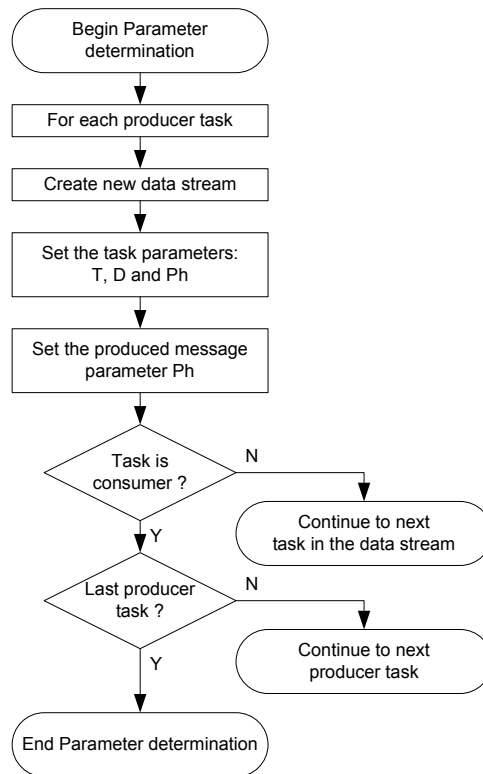 Begin Parameter
determination
For each producer task
Create new data stream
Set the task parameters:
T, D and Ph
Set the produced message
parameter Ph
Task is
consumer ?
N
Continue to next
task in the data stream
Y
Last producer
task ?
N
Continue to next
producer task
Y
End Parameter determination